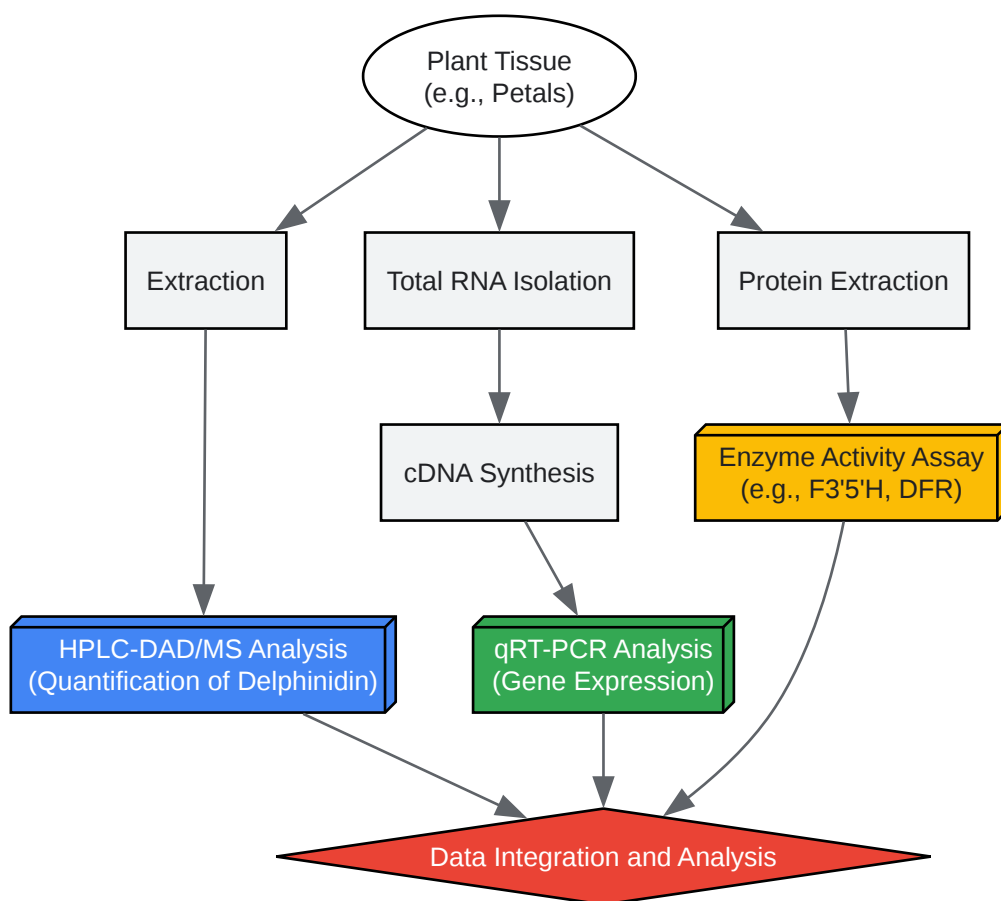 Plant Tissue
(e.g., Petals)
Extraction
Total RNA Isolation
Protein Extraction
cDNA Synthesis
Enzyme Activity Assay
(e.g., F3'5'H, DFR)
HPLC-DAD/MS Analysis
(Quantification of Delphinidin)
qRT-PCR Analysis
(Gene Expression)
Data Integration and Analysis